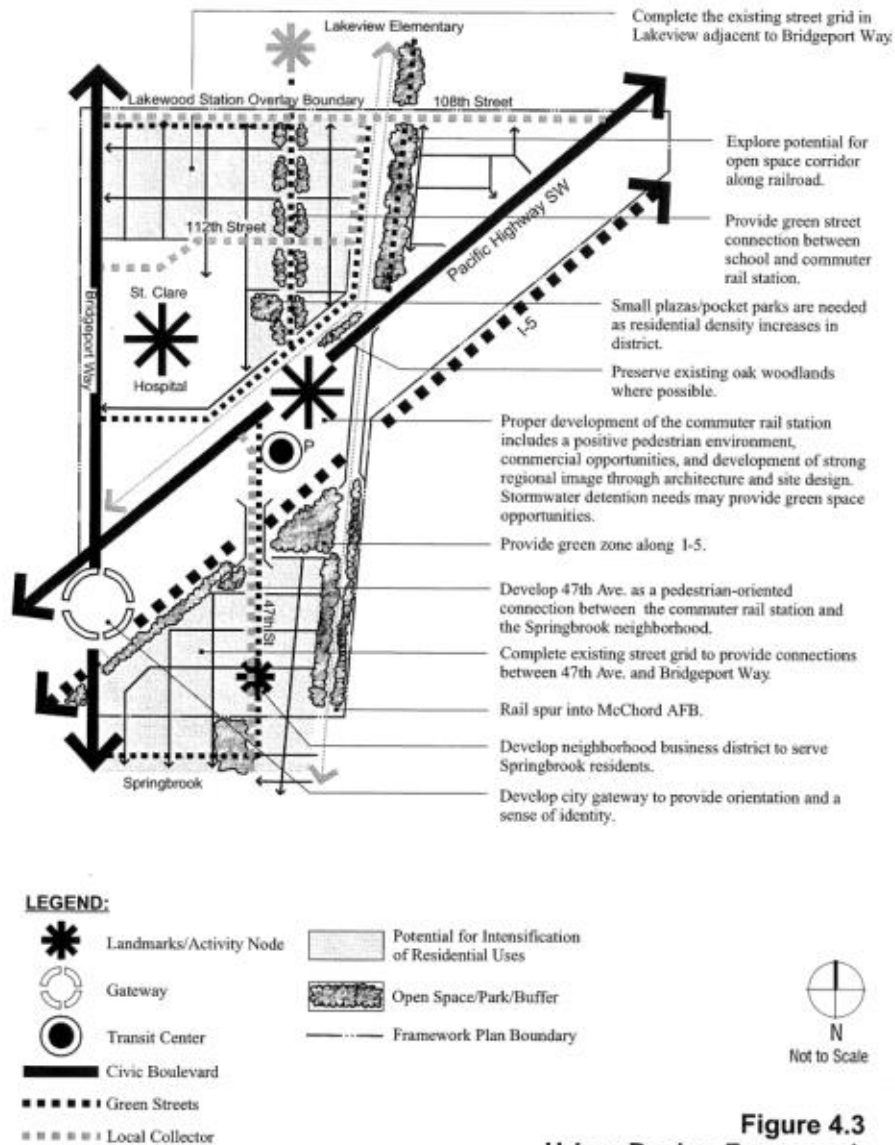 Lakeview Elementary
Complete the existing street grid in
Lakeview adjacent to Bridgeport Way.
Lakewood Station Overlay Boundary
108th Street
Explore potential for
open space corridor
along railroad.
Pacific Highway SW
112th Street
Provide green street
connection between
school and commuter
rail station.
Bridgeport Way
St. Clare
Hospital
I-5
Small plazas/pocket parks are needed
as residential density increases in
district.
Preserve existing oak woodlands
where possible.
P
Proper development of the commuter rail station
includes a positive pedestrian environment,
commercial opportunities, and development of strong
regional image through architecture and site design.
Stormwater detention needs may provide green space
opportunities.
Provide green zone along I-5.
47th St
Develop 47th Ave. as a pedestrian-oriented
connection between the commuter rail station and
the Springbrook neighborhood.
Complete existing street grid to provide connections
between 47th Ave. and Bridgeport Way.
Rail spur into McChord AFB.
Develop neighborhood business district to serve
Springbrook residents.
Springbrook
Develop city gateway to provide orientation and a
sense of identity.
LEGEND:
Landmarks/Activity Node
Gateway
Transit Center
Civic Boulevard
Green Streets
Local Collector
Potential for Intensification
of Residential Uses
Open Space/Park/Buffer
Framework Plan Boundary
N
Not to Scale
Figure 4.3